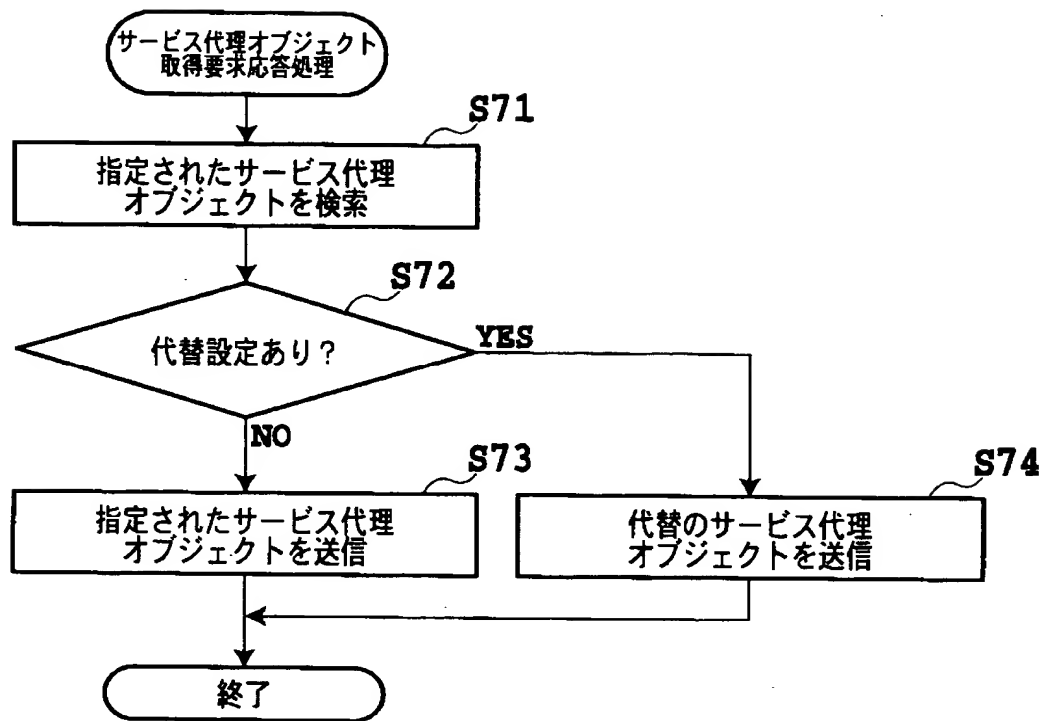 サービス代理オブジェクト
取得要求応答処理
S71
指定されたサービス代理
オブジェクトを検索
S72
代替設定あり？
YES
NO
S73
指定されたサービス代理
オブジェクトを送信
S74
代替のサービス代理
オブジェクトを送信
終了